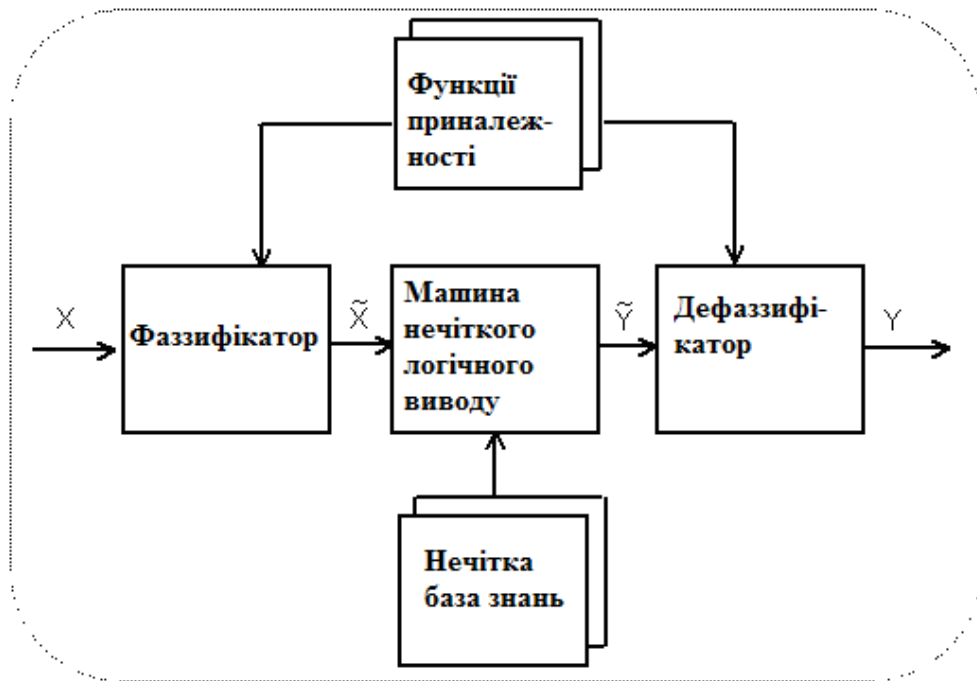 Функції
приналеж-
ності
X
Фаззифікатор
X̃
Машина
нечіткого
логічного
виводу
Ỹ
Дефаззифі-
катор
Y
Нечітка
база знань